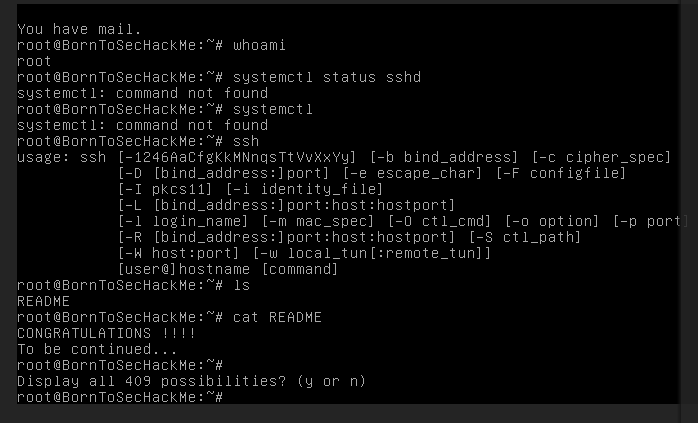 You have mail.
root@BornToSecHackMe:~# whoami
root
root@BornToSecHackMe:~# systemctl status sshd
systemctl: command not found
root@BornToSecHackMe:~# systemctl
systemctl: command not found
root@BornToSecHackMe:~# ssh
usage: ssh [-1246AaCfgKkMNnqsTtVvXxYy] [-b bind_address] [-c cipher_spec]
           [-D [bind_address:]port] [-e escape_char] [-F configfile]
           [-I pkcs11] [-i identity_file]
           [-L [bind_address:]port:host:hostport]
           [-l login_name] [-m mac_spec] [-O ctl_cmd] [-o option] [-p port]
           [-R [bind_address:]port:host:hostport] [-S ctl_path]
           [-W host:port] [-w local_tun[:remote_tun]]
           [user@]hostname [command]
root@BornToSecHackMe:~# ls
README
root@BornToSecHackMe:~# cat README
CONGRATULATIONS !!!!
To be continued...
root@BornToSecHackMe:~#
Display all 409 possibilities? (y or n)
root@BornToSecHackMe:~#